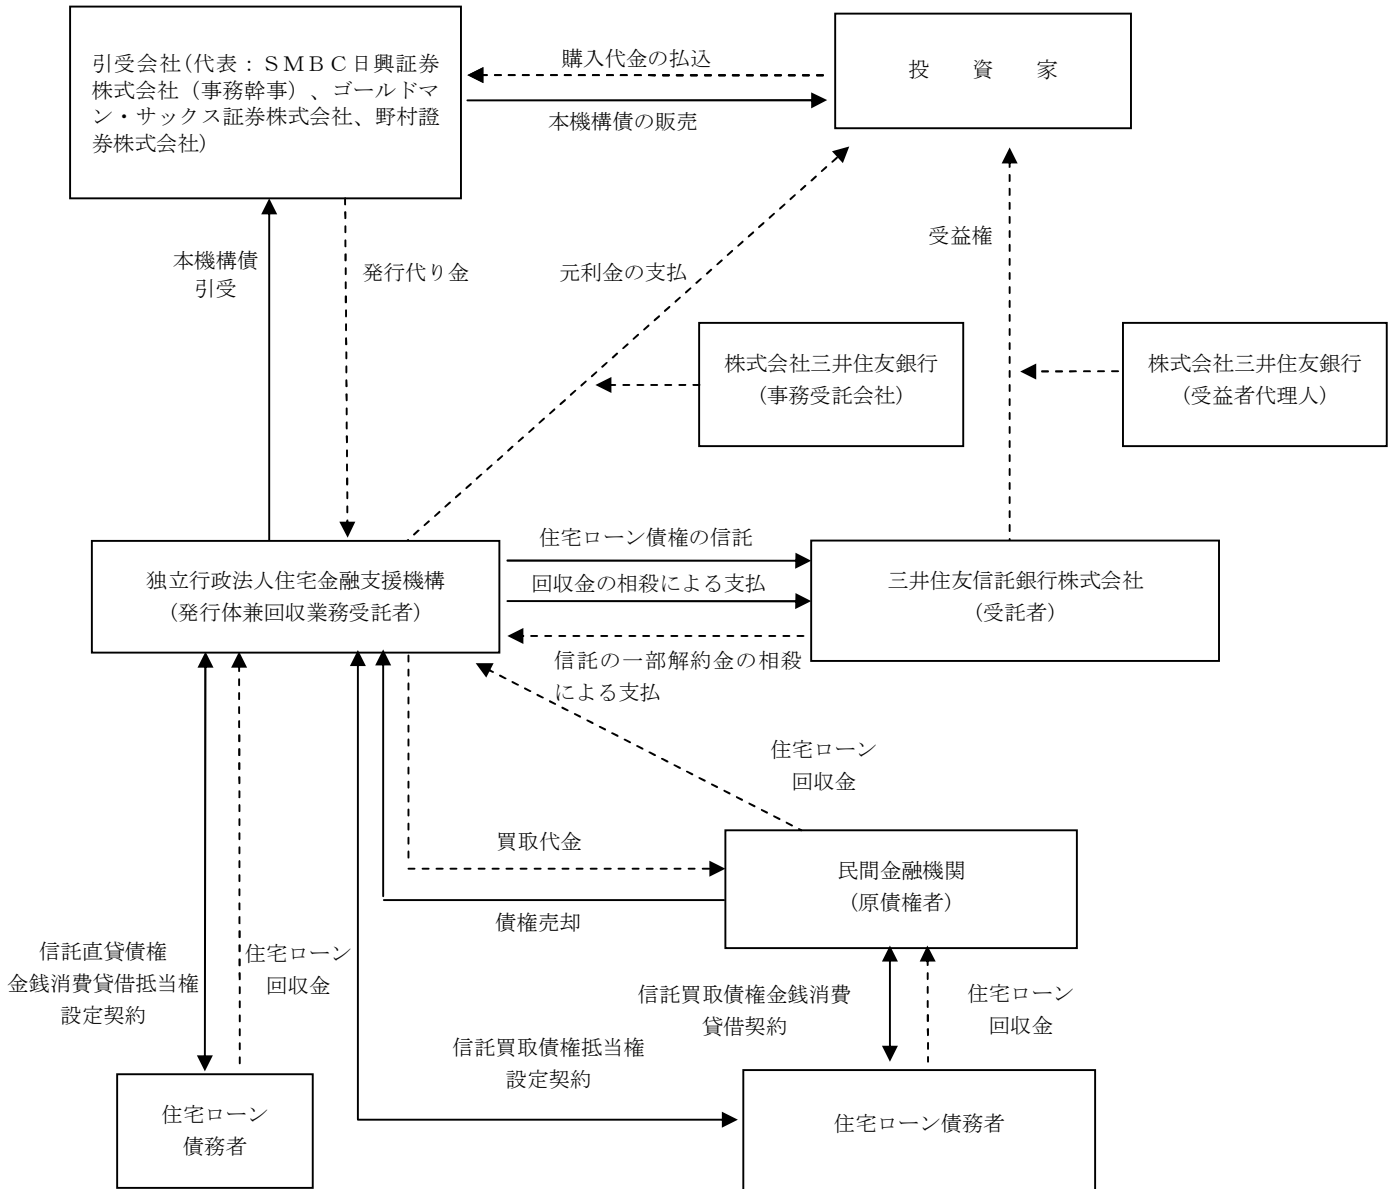 引受会社(代表：ＳＭＢＣ日興証券
株式会社（事務幹事）、ゴールドマ
ン・サックス証券株式会社、野村證
券株式会社)
購入代金の払込
本機構債の販売
投　資　家
本機構債
引受
発行代り金
元利金の支払
受益権
株式会社三井住友銀行
（事務受託会社）
株式会社三井住友銀行
（受益者代理人）
独立行政法人住宅金融支援機構
（発行体兼回収業務受託者）
住宅ローン債権の信託
回収金の相殺による支払
信託の一部解約金の相殺
による支払
三井住友信託銀行株式会社
（受託者）
住宅ローン
回収金
買取代金
債権売却
民間金融機関
（原債権者）
信託直貸債権
金銭消費貸借抵当権
設定契約
住宅ローン
回収金
信託買取債権金銭消費
貸借契約
住宅ローン
回収金
信託買取債権抵当権
設定契約
住宅ローン
債務者
住宅ローン債務者